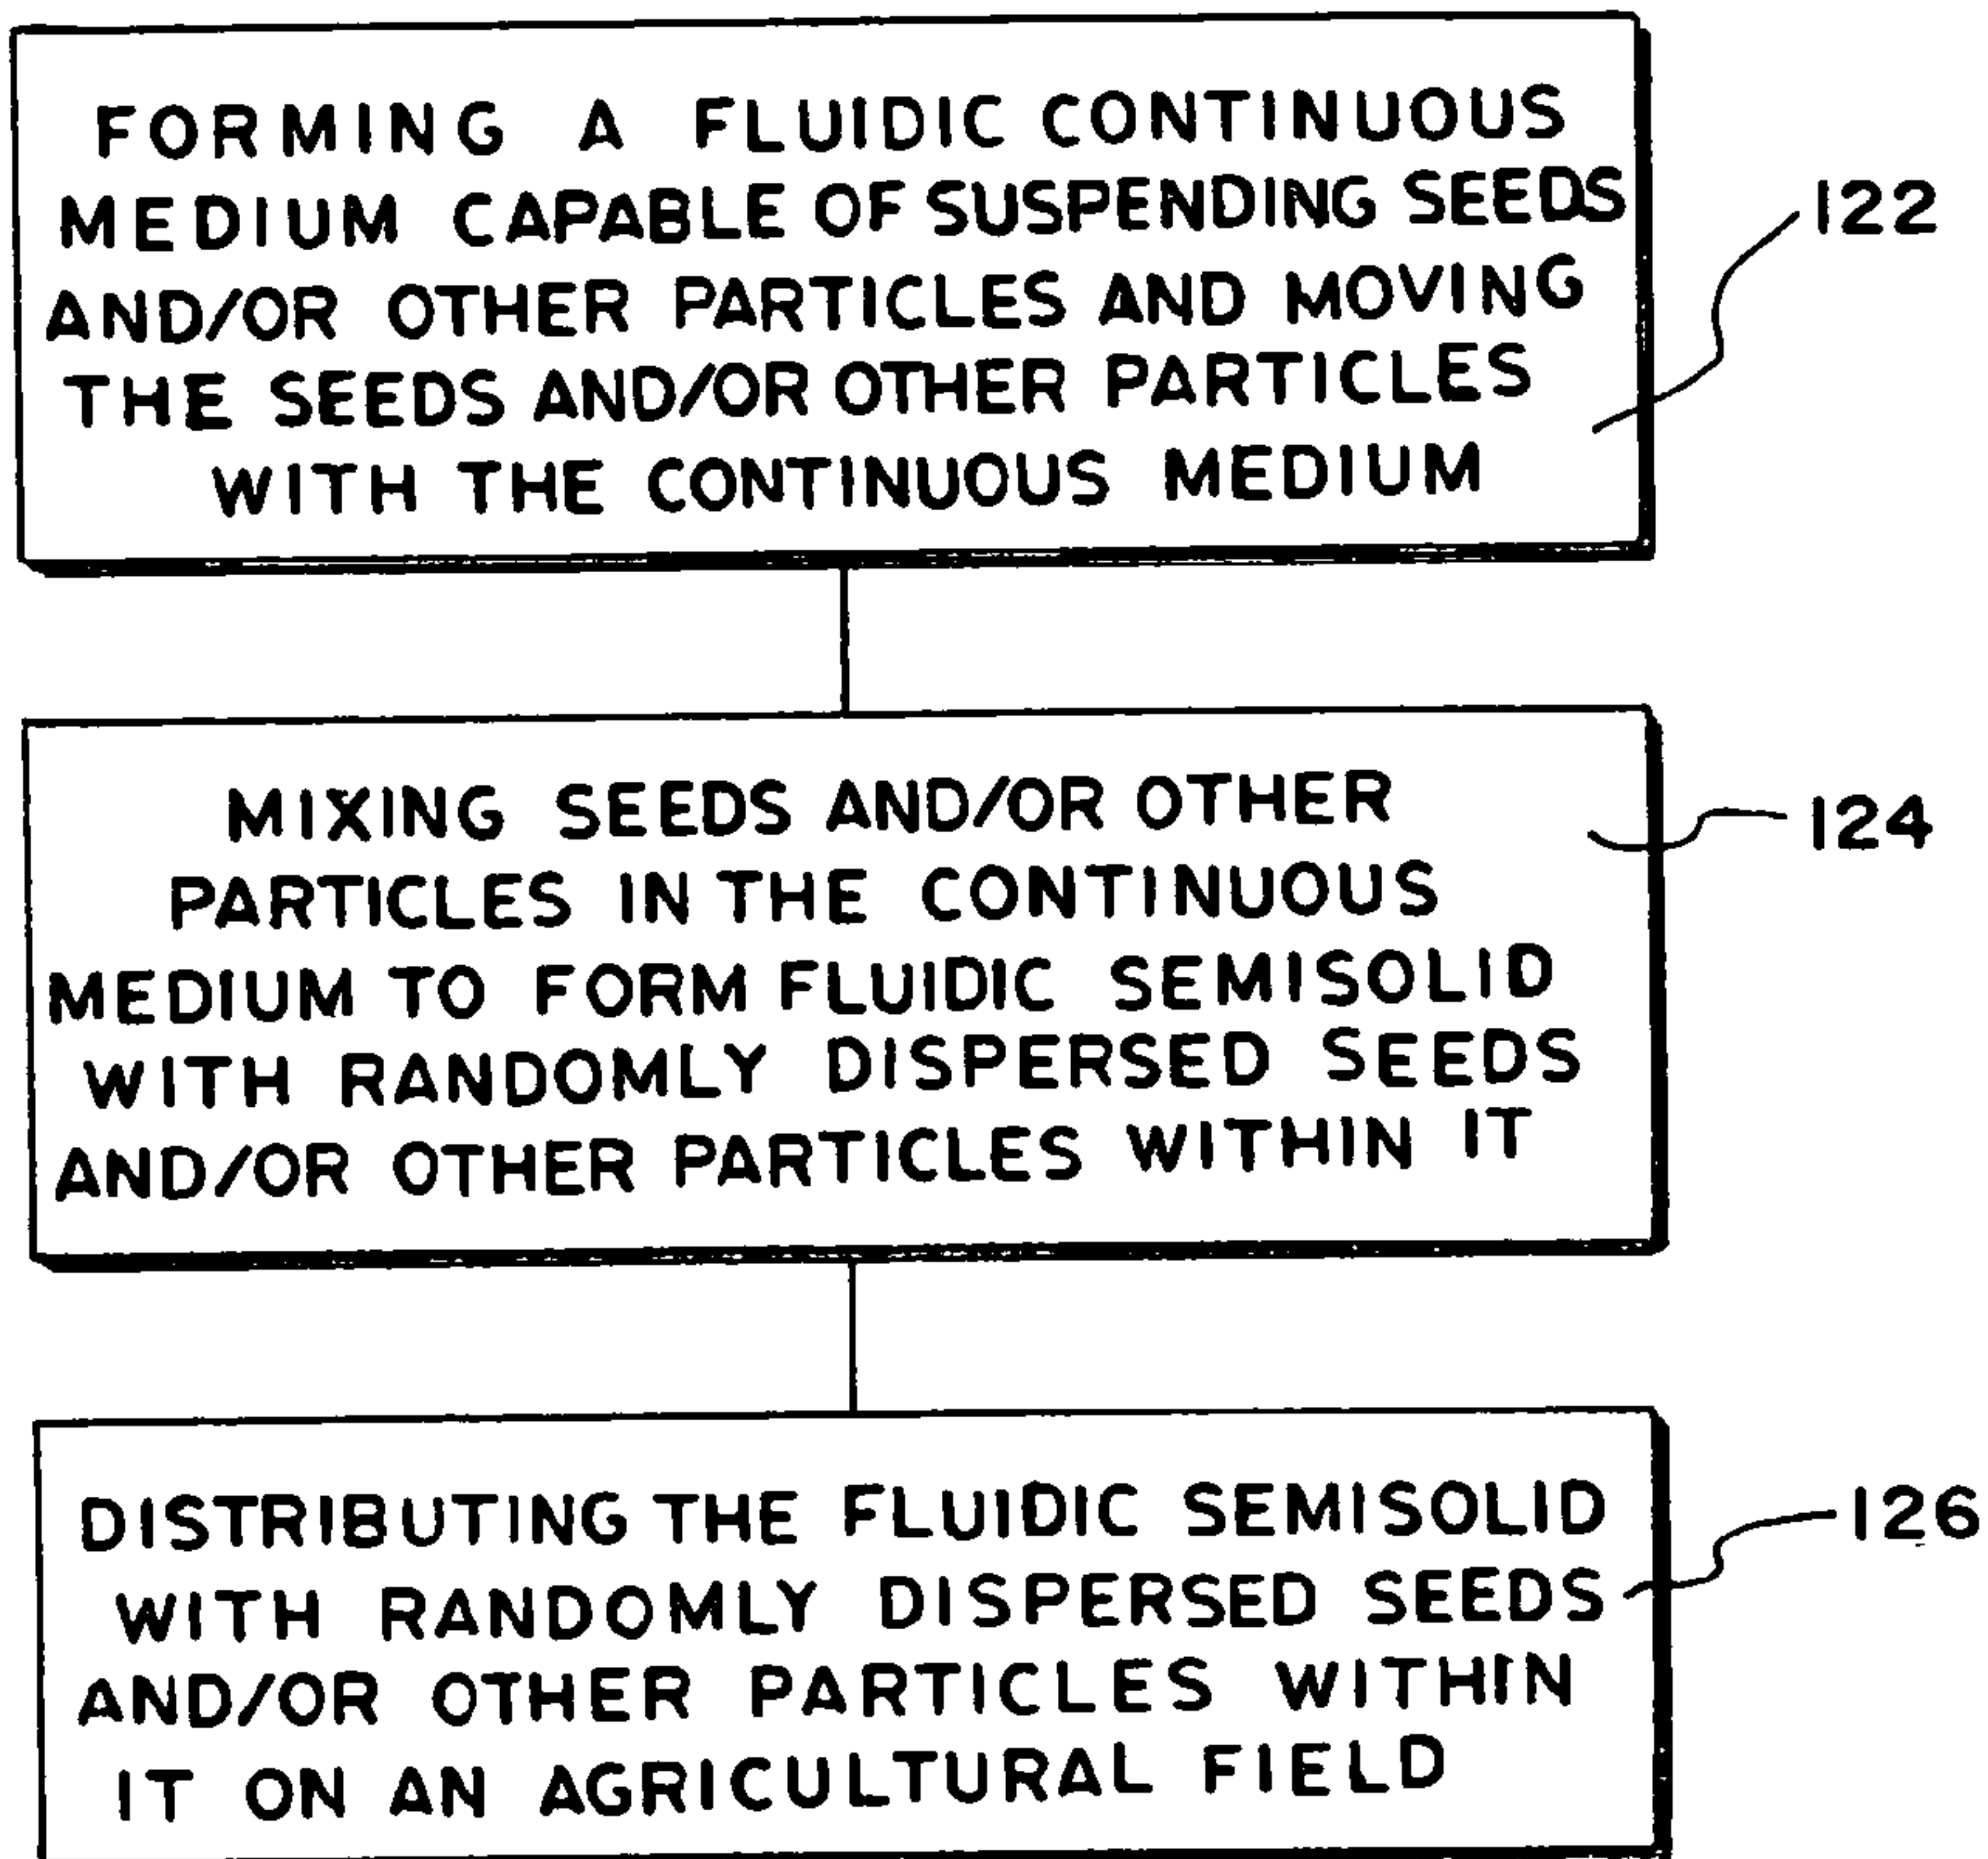 FORMING A FLUIDIC CONTINUOUS
MEDIUM CAPABLE OF SUSPENDING SEEDS
AND/OR OTHER PARTICLES AND MOVING
THE SEEDS AND/OR OTHER PARTICLES
WITH THE CONTINUOUS MEDIUM
122
MIXING SEEDS AND/OR OTHER
PARTICLES IN THE CONTINUOUS
MEDIUM TO FORM FLUIDIC SEMISOLID
WITH RANDOMLY DISPERSED SEEDS
AND/OR OTHER PARTICLES WITHIN IT
124
DISTRIBUTING THE FLUIDIC SEMISOLID
WITH RANDOMLY DISPERSED SEEDS
AND/OR OTHER PARTICLES WITHIN
IT ON AN AGRICULTURAL FIELD
126